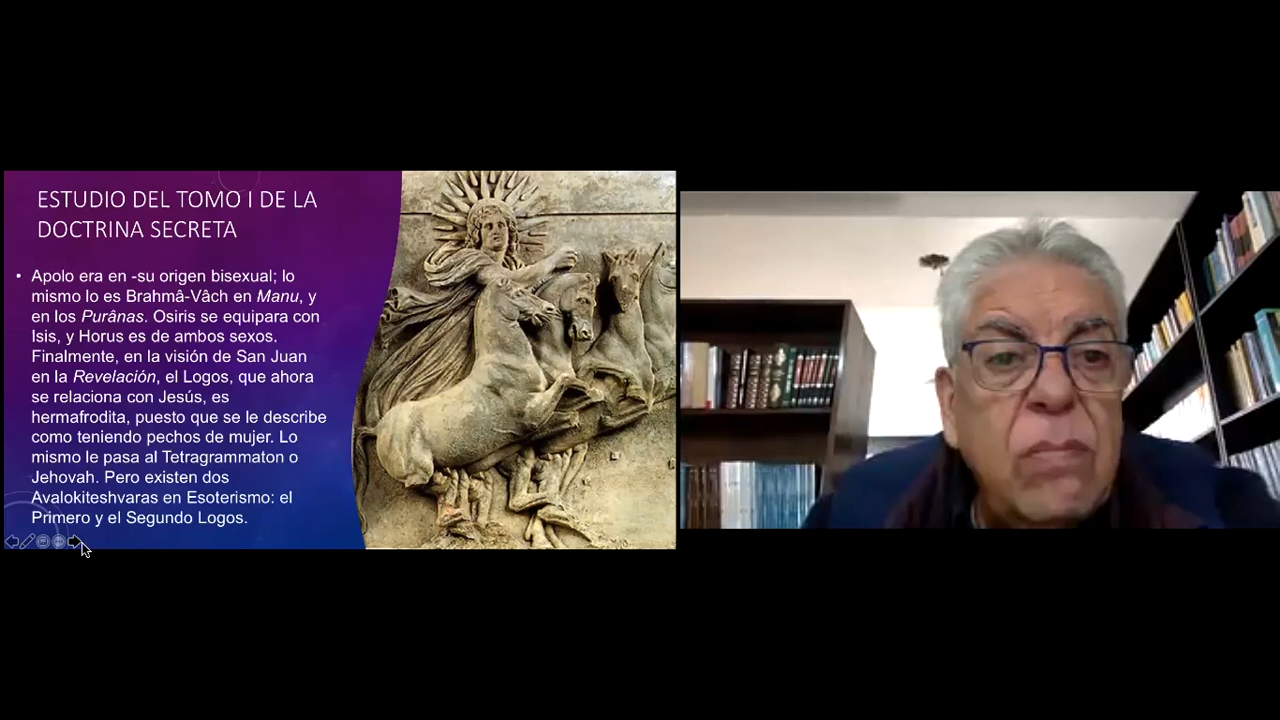 ESTUDIO DEL TOMO I DE LA
DOCTRINA SECRETA
• Apolo era en -su origen bisexual; lo
mismo lo es Brahmâ-Vâch en Manu, y
en los Purânas. Osiris se equipara con
Isis, y Horus es de ambos sexos.
Finalmente, en la visión de San Juan
en la Revelación, el Logos, que ahora
se relaciona con Jesús, es
hermafrodita, puesto que se le describe
como teniendo pechos de mujer. Lo
mismo le pasa al Tetragrammaton o
Jehovah. Pero existen dos
Avalokiteshvaras en Esoterismo: el
Primero y el Segundo Logos.